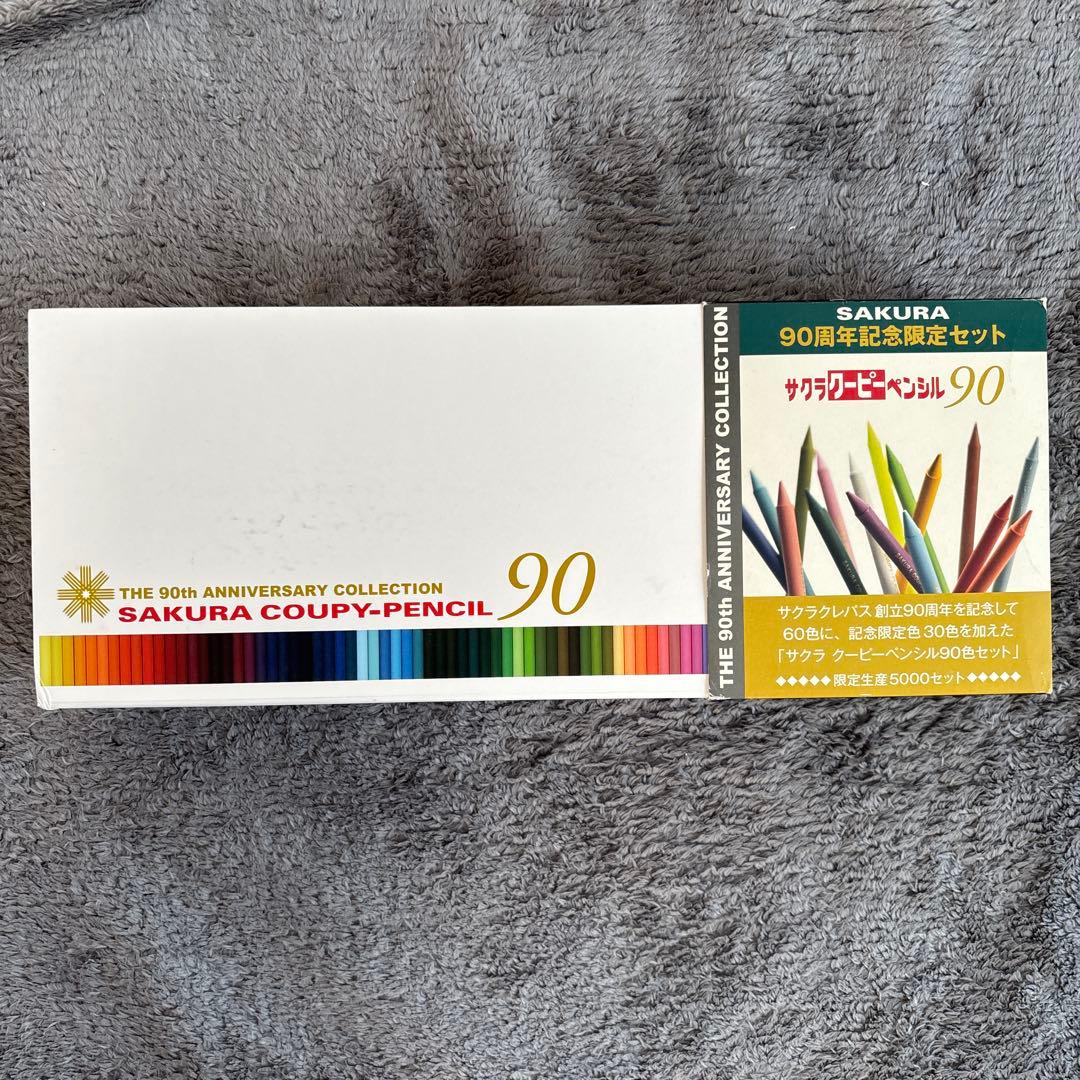 THE 90th ANNIVERSARY COLLECTION
SAKURA COUPY-PENCIL 90
THE 90th ANNIVERSARY COLLECTION
SAKURA
90周年記念限定セット
サクラクーピーペンシル90
サクラクレパス 創立90周年を記念して
60色に、記念限定色30色を加えた
「サクラ クーピーペンシル90色セット」
◆◆◆◆◆限定生産5000セット◆◆◆◆◆